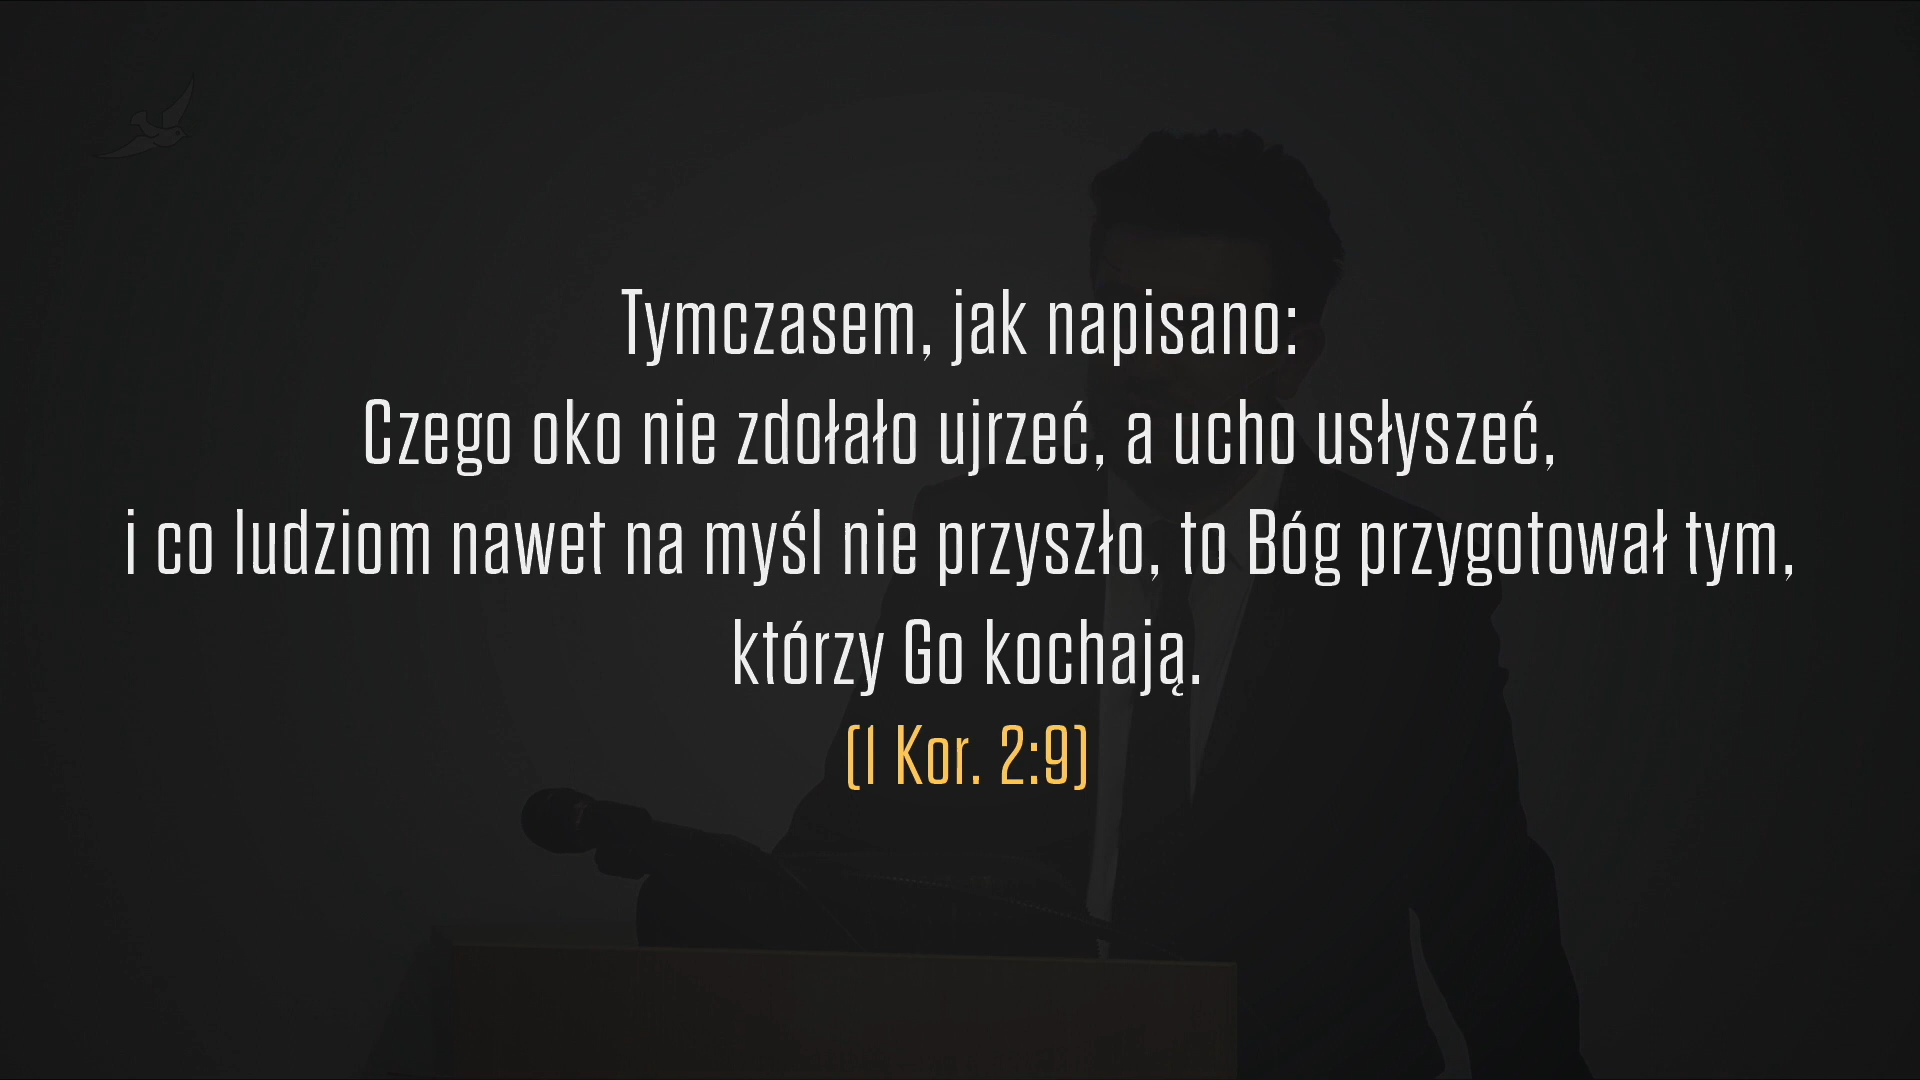 Tymczasem, jak napisano:
Czego oko nie zdołało ujrzeć, a ucho usłyszeć,
i co ludziom nawet na myśl nie przyszło, to Bóg przygotował tym,
którzy Go kochają.
(1 Kor. 2:9)